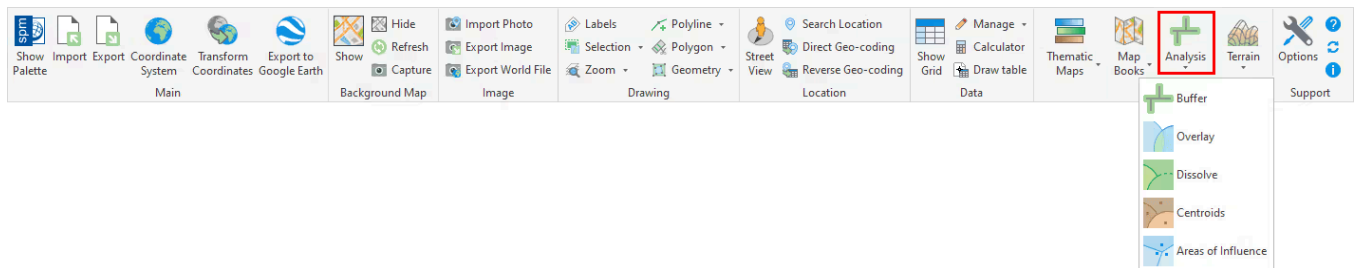 spm
Show Palette
Import
Export
Coordinate System
Transform Coordinates
Export to Google Earth
Main
Show
Hide
Refresh
Capture
Background Map
Import Photo
Export Image
Export World File
Image
Labels
Selection
Zoom
Polyline
Polygon
Geometry
Drawing
Street View
Search Location
Direct Geo-coding
Reverse Geo-coding
Location
Show Grid
Manage
Calculator
Draw table
Data
Thematic Maps
Map Books
Analysis
Terrain
Options
Support
Buffer
Overlay
Dissolve
Centroids
Areas of Influence